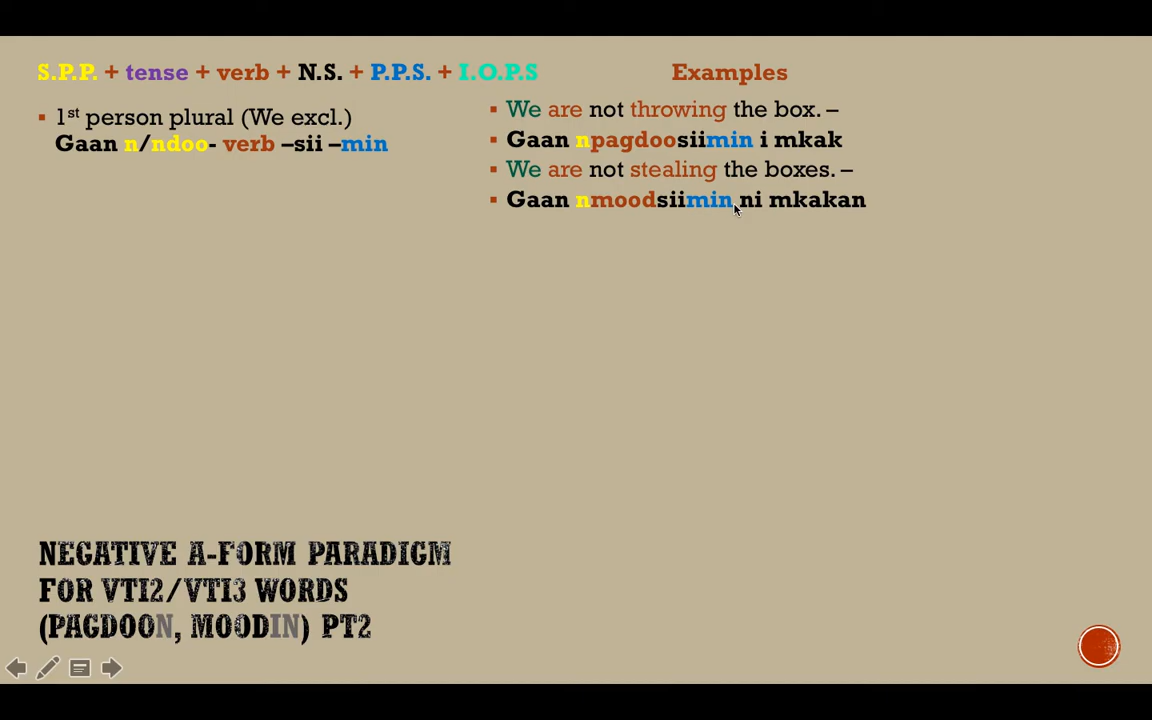 S.P.P. + tense + verb + N.S. + P.P.S. + I.O.P.S
▪ 1st person plural (We excl.)
Gaan n/ndoo- verb –sii –min
Examples
▪ We are not throwing the box. –
▪ Gaan npagdoosiimin i mkak
▪ We are not stealing the boxes. –
▪ Gaan nmoodsiimin ni mkakan
NEGATIVE A-FORM PARADIGM
FOR VTI2/VTI3 WORDS
(PAGDOON, MOODIN) PT2